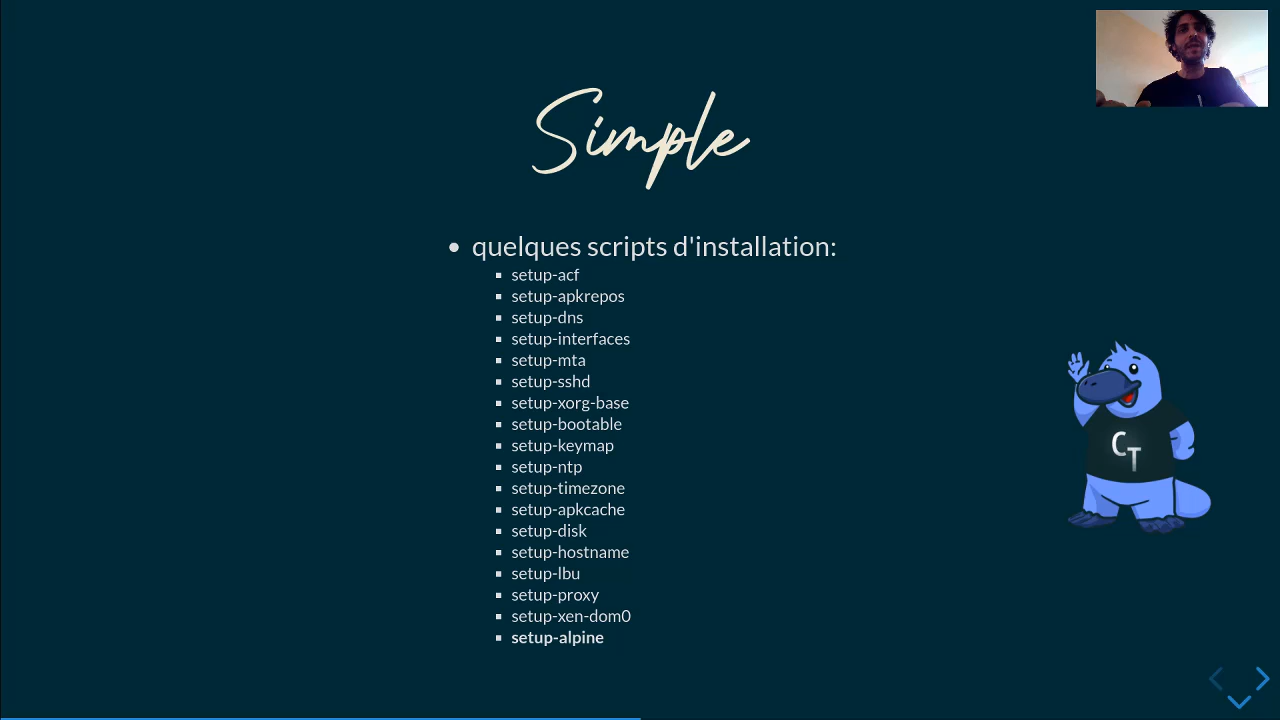 Simple
quelques scripts d'installation:
setup-acf
setup-apkrepos
setup-dns
setup-interfaces
setup-mta
setup-sshd
setup-xorg-base
setup-bootable
setup-keymap
setup-ntp
setup-timezone
setup-apkcache
setup-disk
setup-hostname
setup-lbu
setup-proxy
setup-xen-dom0
setup-alpine
CT